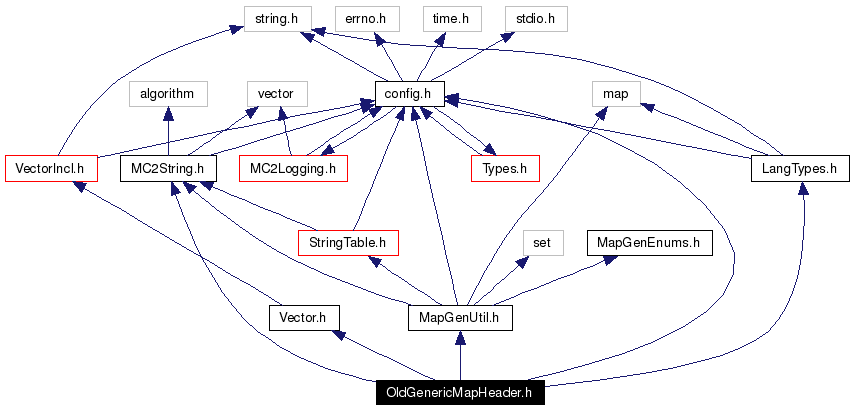 string.h
errno.h
time.h
stdio.h
algorithm
vector
config.h
map
VectorIncl.h
MC2String.h
MC2Logging.h
Types.h
LangTypes.h
StringTable.h
set
MapGenEnums.h
Vector.h
MapGenUtil.h
OldGenericMapHeader.h